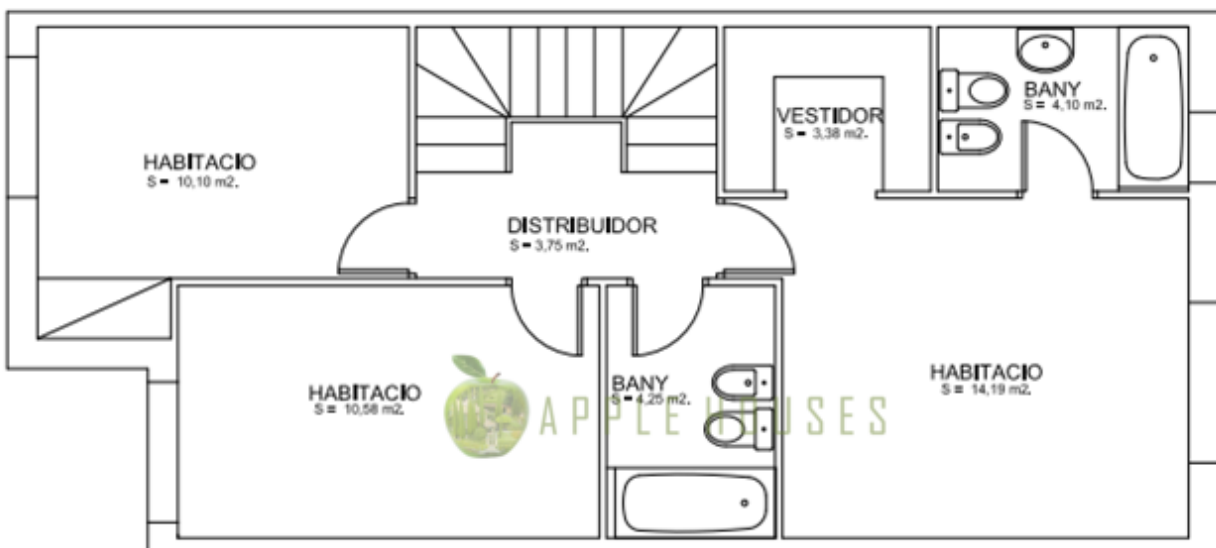 HABITACIO
S = 10,10 m2.
DISTRIBUIDOR
S = 3,75 m2.
VESTIDOR
S = 3,38 m2.
BANY
S = 4,10 m2.
HABITACIO
S = 10,58 m2.
BANY
S = 4,25 m2.
HABITACIO
S = 14,19 m2.
APPLE HOUSES